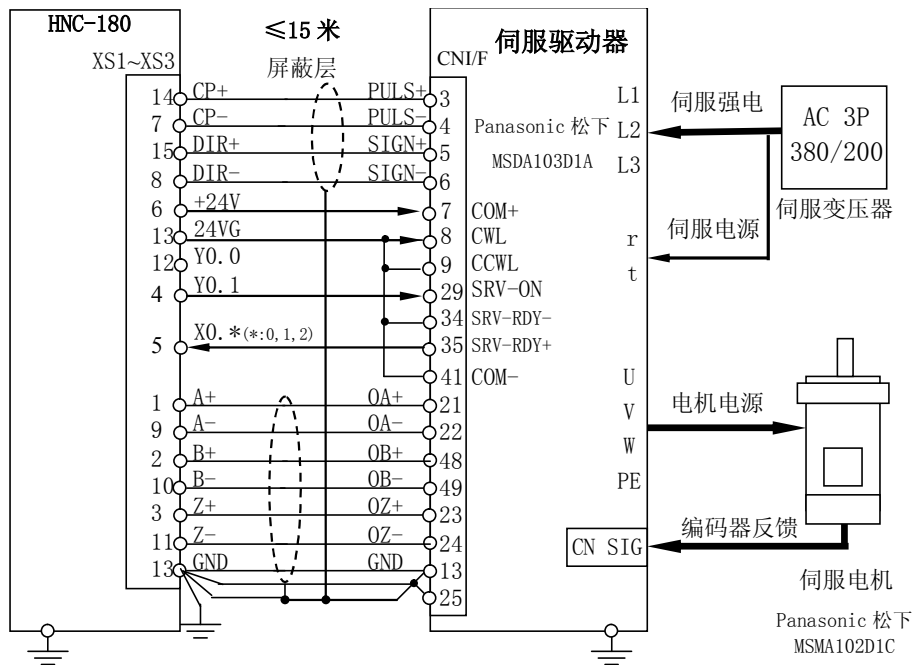 HNC-180
≤15 米
屏蔽层
伺服驱动器
XS1~XS3
CNI/F
14 CP+ PULS+ 3
7 CP- PULS- 4
15 DIR+ SIGN+ 5
8 DIR- SIGN- 6
6 +24V 7 COM+
13 24VG 8 CWL
12 Y0.0 9 CCWL
4 Y0.1 29 SRV-ON
34 SRV-RDY-
5 X0.*(*:0,1,2) 35 SRV-RDY+
41 COM-
1 A+ OA+ 21
9 A- OA- 22
2 B+ OB+ 48
10 B- OB- 49
3 Z+ OZ+ 23
11 Z- OZ- 24
13 GND GND 13
25
Panasonic 松下
MSDA103D1A
L1
L2
L3
r
t
U
V
W
PE
CN SIG
伺服强电
AC 3P
380/200
伺服变压器
伺服电源
电机电源
编码器反馈
伺服电机
Panasonic 松下
MSMA102D1C